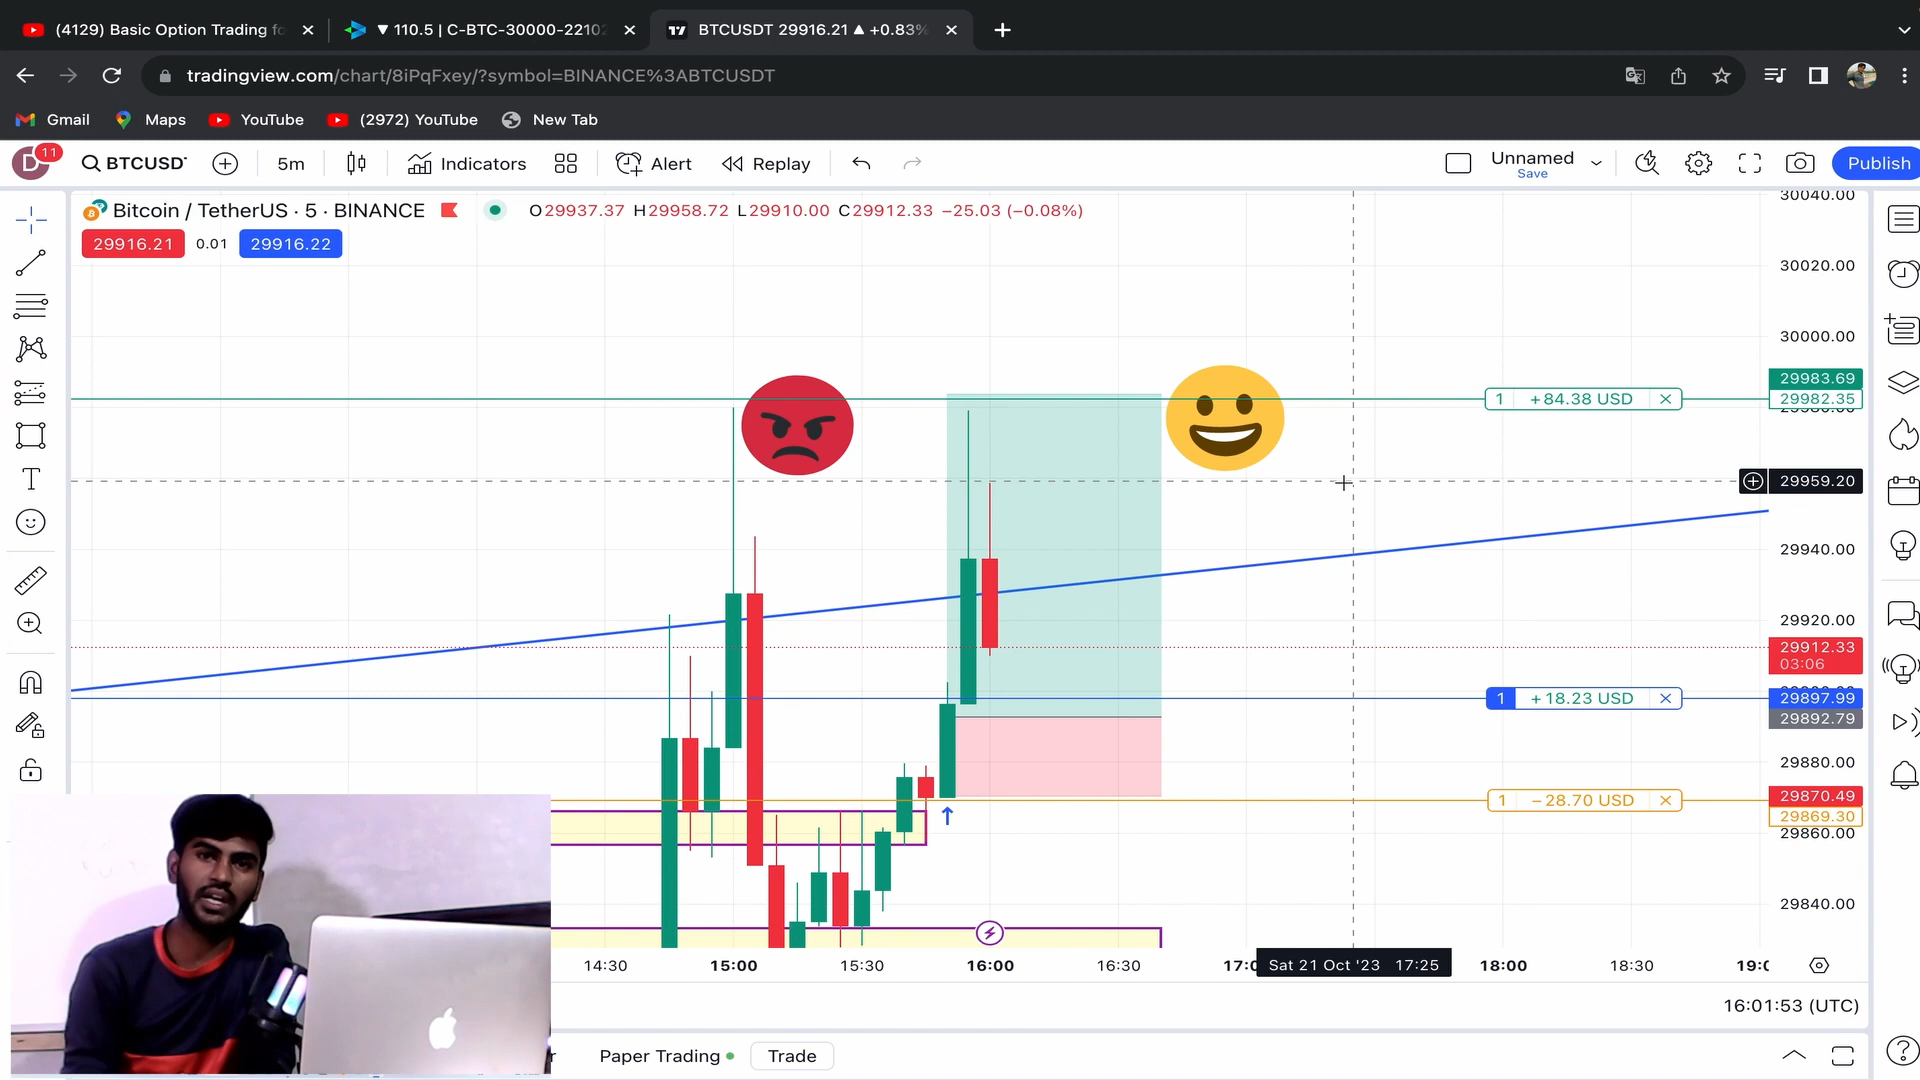 (4129) Basic Option Trading fo
▼ 110.5 | C-BTC-30000-22102
BTCUSDT 29916.21 ▲ +0.83%
tradingview.com/chart/8iPqFxey/?symbol=BINANCE%3ABTCUSDT
Gmail
Maps
YouTube
(2972) YouTube
New Tab
D
11
BTCUSD
5m
Indicators
Alert
Replay
Unnamed
Save
Publish
Bitcoin / TetherUS · 5 · BINANCE
O29937.37 H29958.72 L29910.00 C29912.33 −25.03 (−0.08%)
29916.21
0.01
29916.22
30040.00
30020.00
30000.00
29983.69
1 +84.38 USD
29982.35
29959.20
29940.00
29920.00
29912.33
03:06
1 +18.23 USD
29897.99
29892.79
29880.00
29870.49
1 −28.70 USD
29869.30
29860.00
29840.00
14:30
15:00
15:30
16:00
16:30
17:0
Sat 21 Oct '23 17:25
18:00
18:30
19:0
16:01:53 (UTC)
Paper Trading
Trade